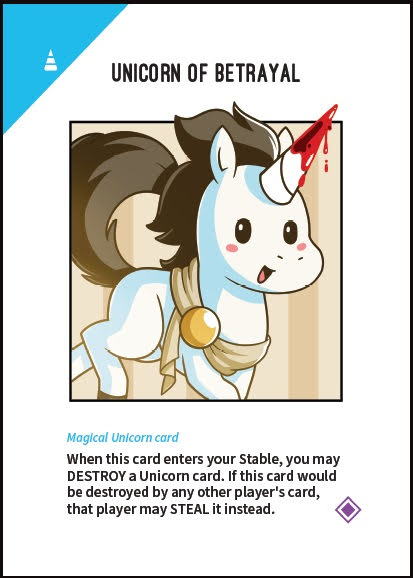 UNICORN OF BETRAYAL
Magical Unicorn card
When this card enters your Stable, you may
DESTROY a Unicorn card. If this card would
be destroyed by any other player's card,
that player may STEAL it instead.